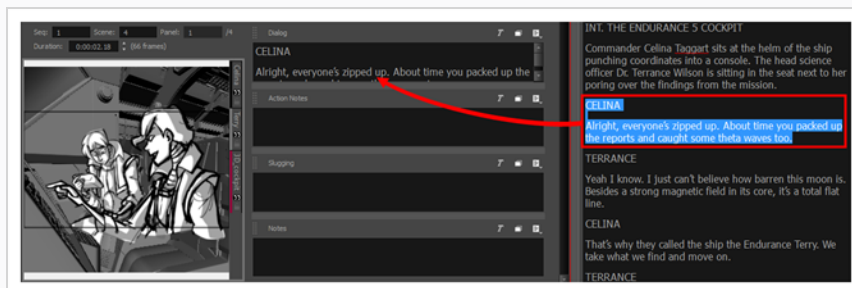 Seq: 1 Scene: 4 Panel: 1 /4
Duration: 0:00:02.18 (66 frames)
Celina
Terry
3D_cockpit
Dialog
CELINA
Alright, everyone's zipped up. About time you packed up the
Action Notes
Slugging
Notes
INT. THE ENDURANCE 5 COCKPIT
Commander Celina Taggart sits at the helm of the ship
punching coordinates into a console. The head science
officer Dr. Terrance Wilson is sitting in the seat next to her
poring over the findings from the mission.
CELINA
Alright, everyone's zipped up. About time you packed up
the reports and caught some theta waves too.
TERRANCE
Yeah I know. I just can't believe how barren this moon is.
Besides a strong magnetic field in its core, it's a total flat
line.
CELINA
That's why they called the ship the Endurance Terry. We
take what we find and move on.
TERRANCE